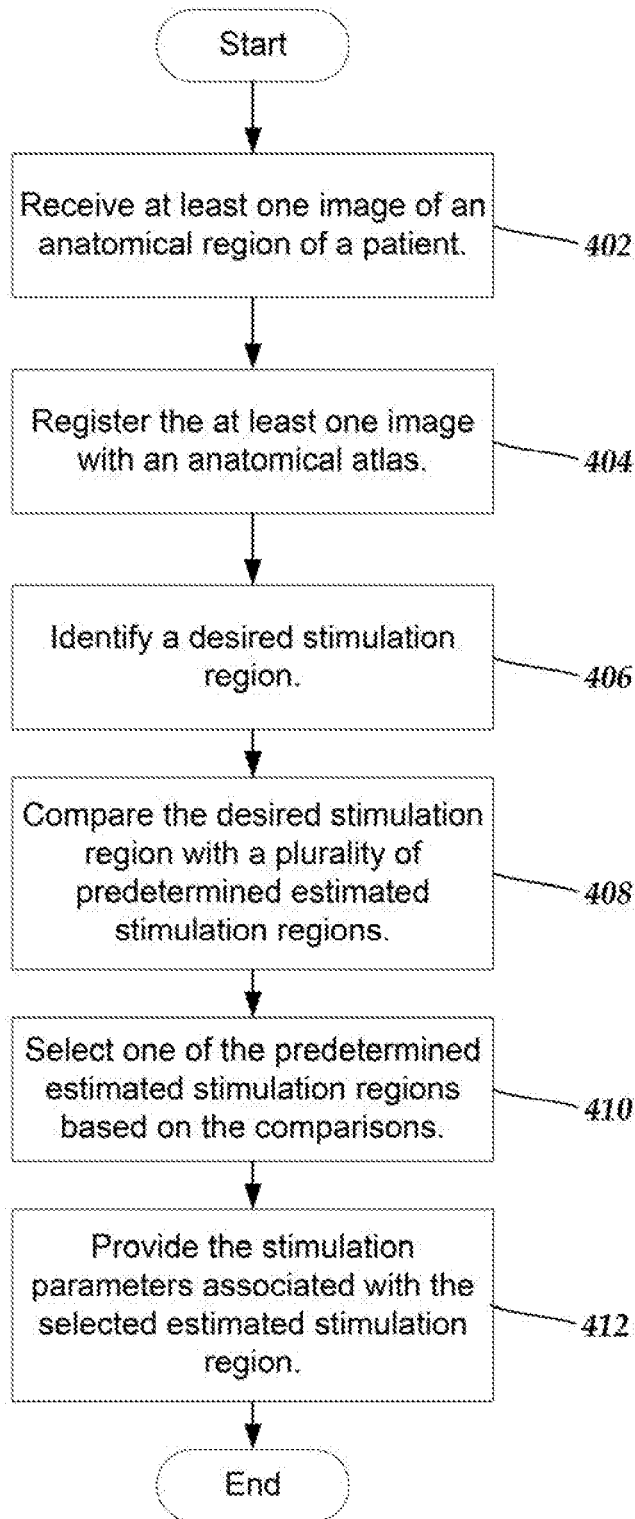 Start
Receive at least one image of an
anatomical region of a patient.
402
Register the at least one image
with an anatomical atlas.
404
Identify a desired stimulation
region.
406
Compare the desired stimulation
region with a plurality of
predetermined estimated
stimulation regions.
408
Select one of the predetermined
estimated stimulation regions
based on the comparisons.
410
Provide the stimulation
parameters associated with the
selected estimated stimulation
region.
412
End